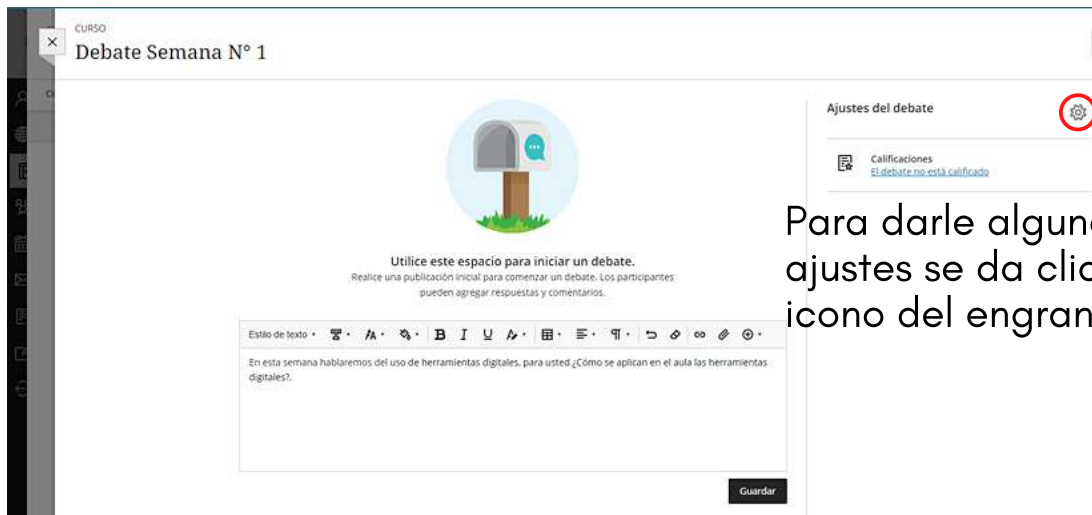 CURSO
Debate Semana N° 1
Ajustes del debate
Calificaciones
El debate no está calificado
Para darle algun
ajustes se da clic
icono del engran
Utilice este espacio para iniciar un debate.
Realice una publicación inicial para comenzar un debate. Los participantes
pueden agregar respuestas y comentarios.
Estilo de texto
En esta semana hablaremos del uso de herramientas digitales, para usted ¿Cómo se aplican en el aula las herramientas
digitales?.
Guardar